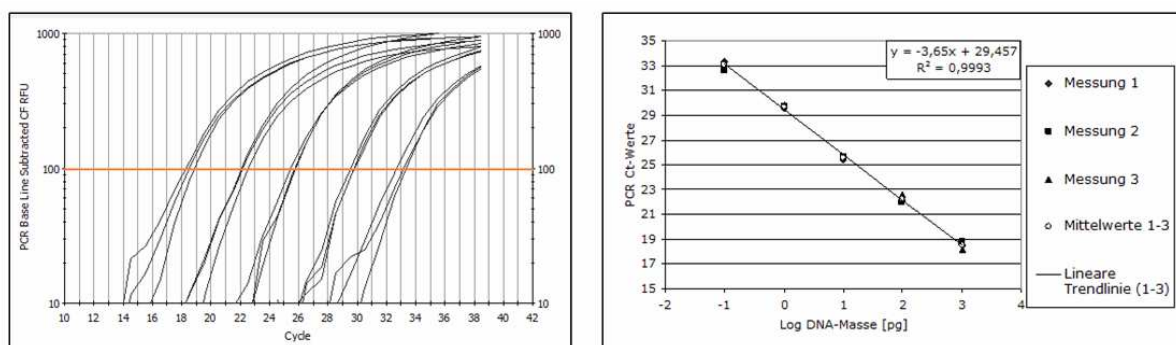 PCR Base Line Subtracted CF RFU
1000
100
10
1000
100
10
10 12 14 16 18 20 22 24 26 28 30 32 34 36 38 40 42
Cycle
PCR Ct-Werte
35
33
31
29
27
25
23
21
19
17
15
-2 -1 0 1 2 3 4
Log DNA-Masse [pg]
y = -3,65x + 29,457
R² = 0,9993
Messung 1
Messung 2
Messung 3
Mittelwerte 1-3
Lineare
Trendlinie (1-3)